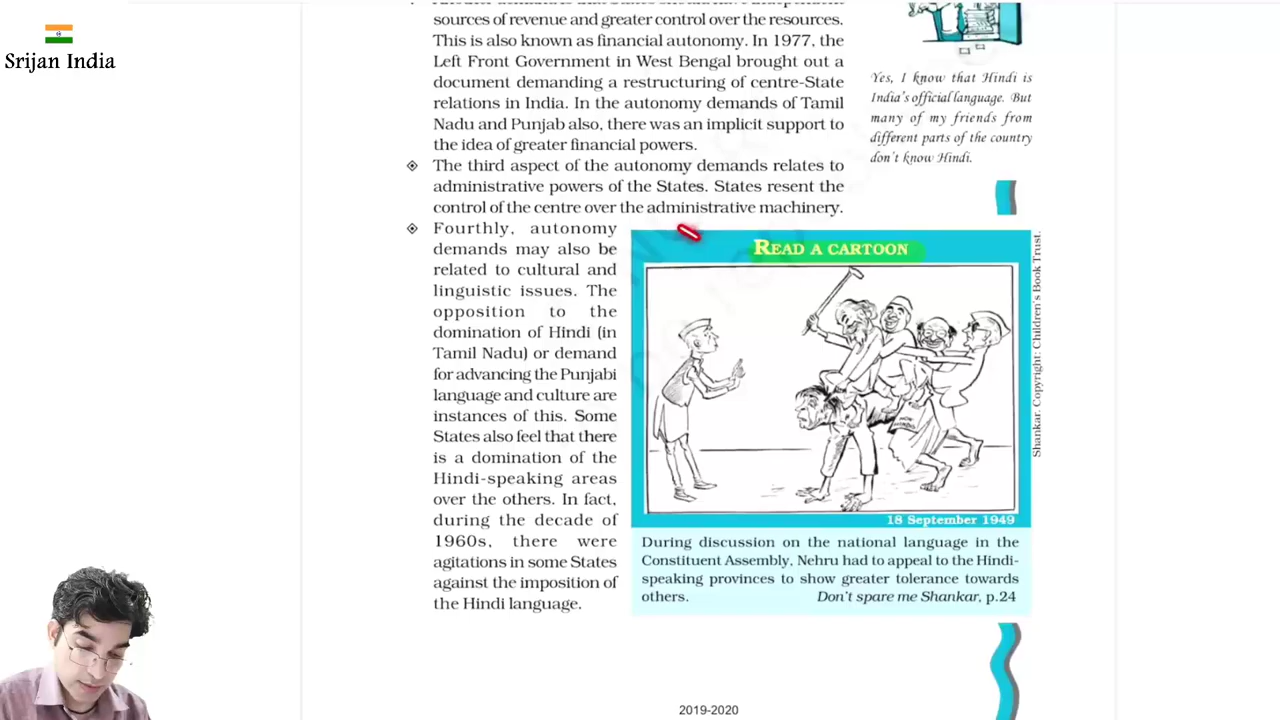 Srijan India
sources of revenue and greater control over the resources.
This is also known as financial autonomy. In 1977, the
Left Front Government in West Bengal brought out a
document demanding a restructuring of centre-State
relations in India. In the autonomy demands of Tamil
Nadu and Punjab also, there was an implicit support to
the idea of greater financial powers.
The third aspect of the autonomy demands relates to
administrative powers of the States. States resent the
control of the centre over the administrative machinery.
Fourthly, autonomy
demands may also be
related to cultural and
linguistic issues. The
opposition to the
domination of Hindi (in
Tamil Nadu) or demand
for advancing the Punjabi
language and culture are
instances of this. Some
States also feel that there
is a domination of the
Hindi-speaking areas
over the others. In fact,
during the decade of
1960s, there were
agitations in some States
against the imposition of
the Hindi language.
Yes, I know that Hindi is
India's official language. But
many of my friends from
different parts of the country
don't know Hindi.
READ A CARTOON
18 September 1949
Shankar. Copyright: Children's Book Trust.
During discussion on the national language in the
Constituent Assembly, Nehru had to appeal to the Hindi-
speaking provinces to show greater tolerance towards
others. Don't spare me Shankar, p.24
2019-2020